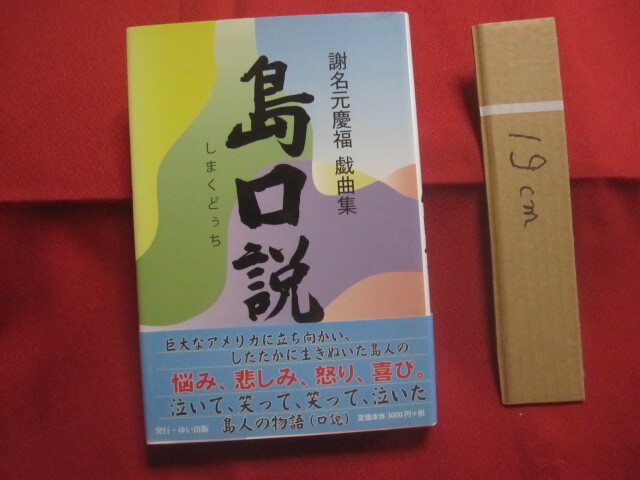 謝名元慶福 戯曲集
島口説
しまくどぅち
巨大なアメリカに立ち向かい、
したたかに生きぬいた島人の
悩み、悲しみ、怒り、喜び。
泣いて、笑って、笑って、泣いた
島人の物語(口説)
発行・ゆい出版
定価本体3000円+税
19cm